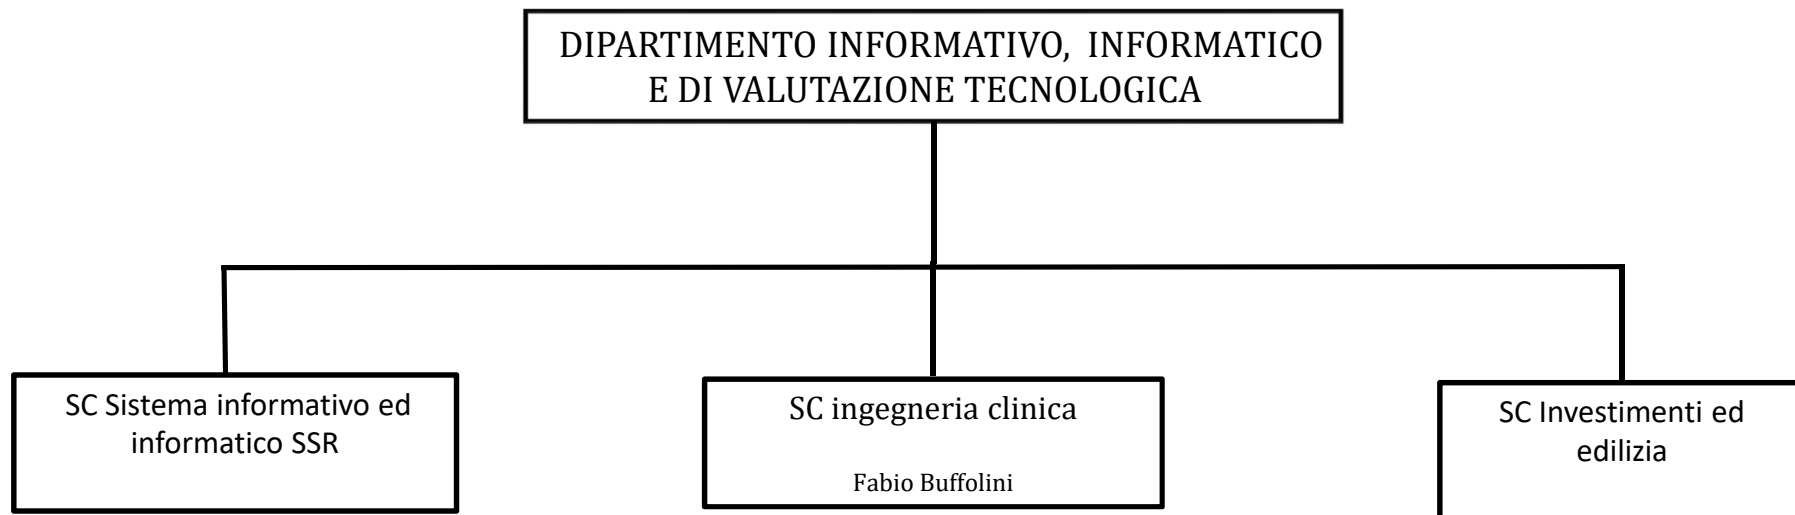 DIPARTIMENTO INFORMATIVO, INFORMATICO
E DI VALUTAZIONE TECNOLOGICA
SC Sistema informativo ed
informatico SSR
SC ingegneria clinica
Fabio Buffolini
SC Investimenti ed
edilizia